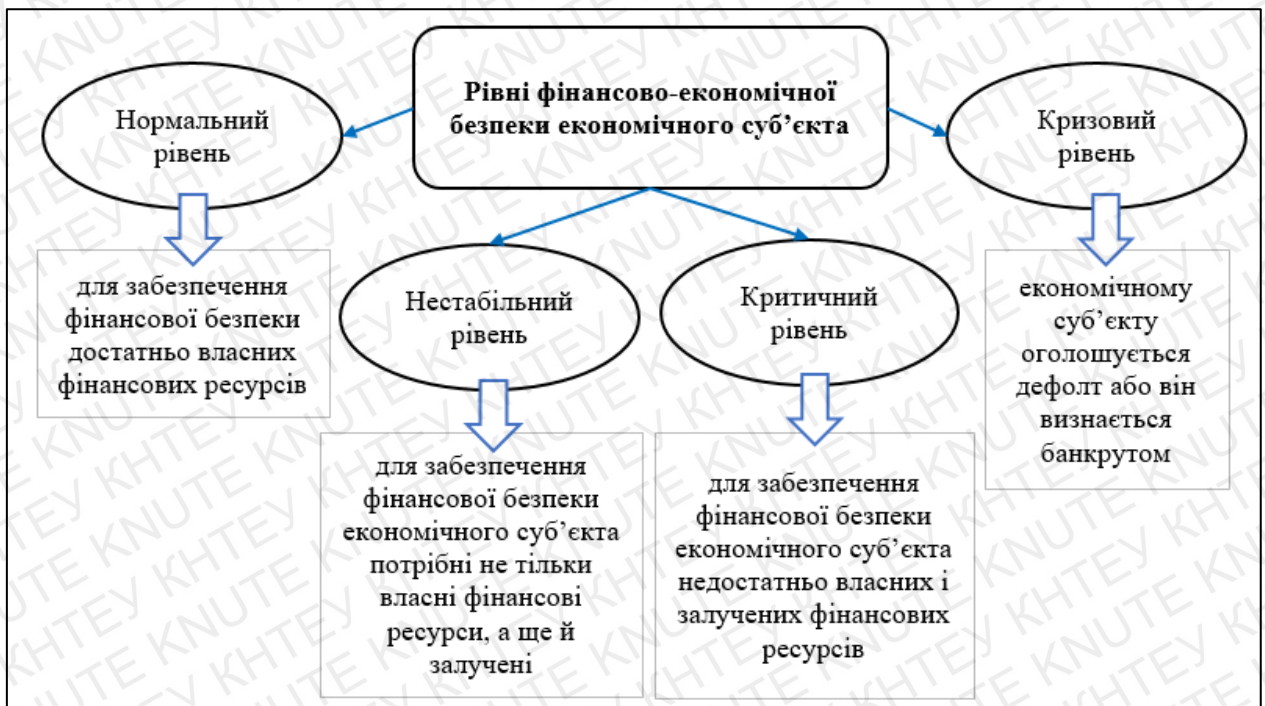 Рівні фінансово-економічної
безпеки економічного суб’єкта
Нормальний
рівень
Кризовий
рівень
для забезпечення
фінансової безпеки
достатньо власних
фінансових ресурсів
Нестабільний
рівень
Критичний
рівень
економічному
суб’єкту
оголошується
дефолт або він
визнається
банкрутом
для забезпечення
фінансової безпеки
економічного суб’єкта
потрібні не тільки
власні фінансові
ресурси, а ще й
залучені
для забезпечення
фінансової безпеки
економічного суб’єкта
недостатньо власних і
залучених фінансових
ресурсів